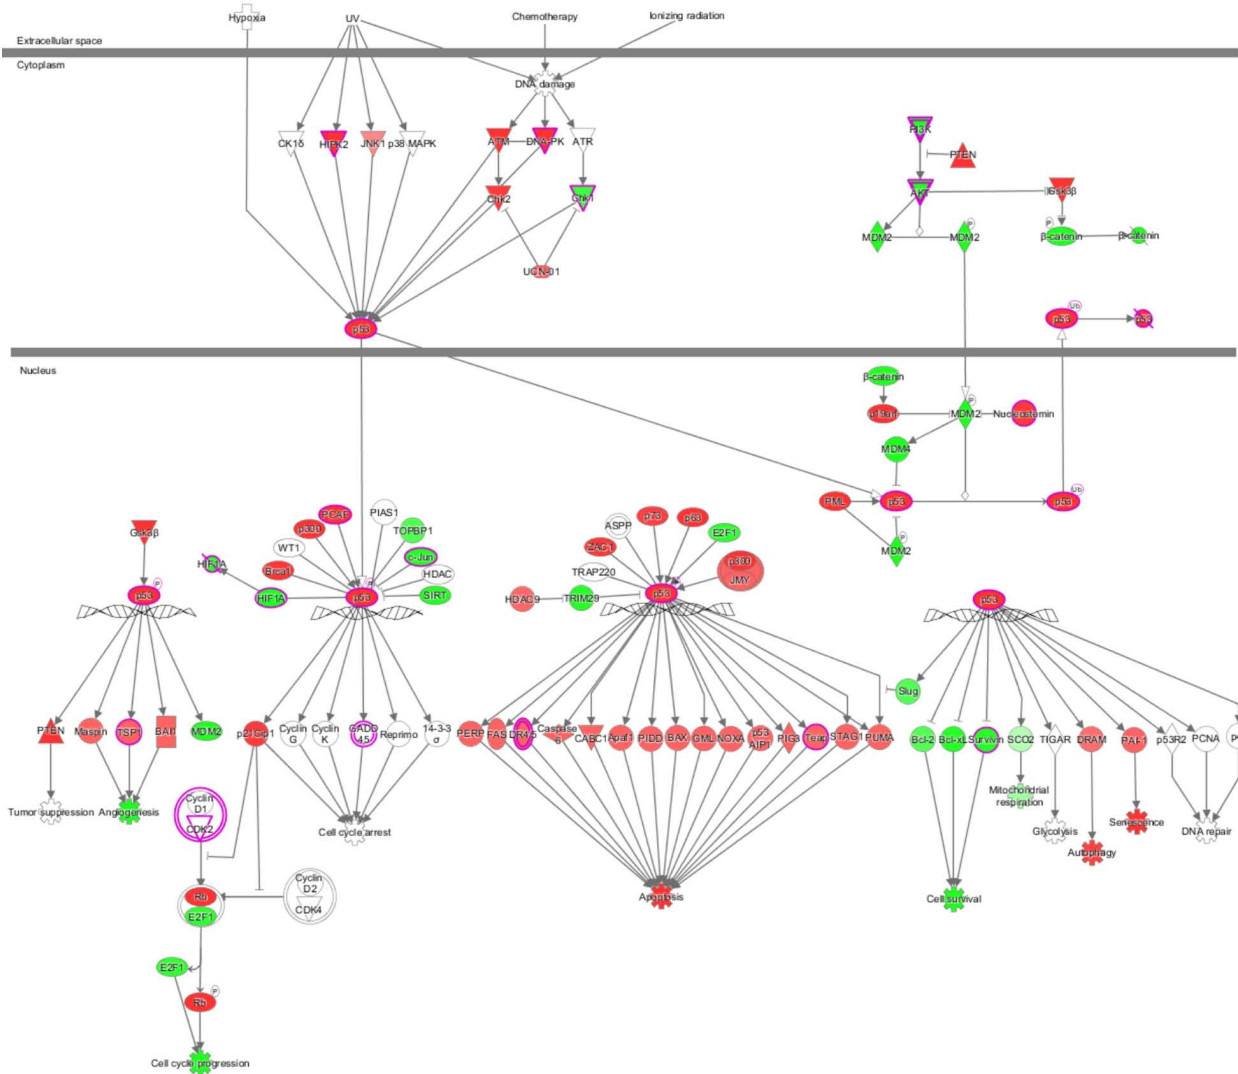 Hypoxia
UV
Chemotherapy
Ionizing radiation
Extracellular space
Cytoplasm
DNA damage
CK1δ
HIPK2
JNK1
p38 MAPK
ATM
DNA-PK
ATR
Chk2
Chk1
UCN-01
p53
PI3K
PTEN
AKT
Gsk3β
MDM2
P
MDM2
P
β-catenin
β-catenin
Ub
p53
p53
Nucleus
β-catenin
p19arf
P
MDM2
Nucleostemin
MDM4
PML
p53
Ub
p53
P
MDM2
Gsk3β
P
p53
PTEN
Maspin
TSP1
BAI1
MDM2
Tumor suppression
Angiogenesis
PCAF
PIAS1
p300
TOPBP1
WT1
c-Jun
HIF1A
Brca1
HDAC
HIF1A
P
p53
SIRT
p21Cip1
Cyclin
G
Cyclin
K
GADD
45
Reprimo
14-3-3
σ
Cell cycle arrest
Cyclin
D1
CDK2
Cyclin
D2
CDK4
Rb
E2F1
E2F1
P
Rb
Cell cycle progression
ASPP
p73
p63
E2F1
ZAC1
TRAP220
p300
JMY
HDAC9
TRIM29
p53
PERP
FAS
DR4/5
Caspase
6
CABC1
Apaf1
PIDD
BAX
GML
NOXA
p53
AIP1
PIG3
Teap
STAG1
PUMA
Apoptosis
p53
Slug
Bcl-2
Bcl-xL
Survivin
SCO2
TIGAR
DRAM
PAI-1
p53R2
PCNA
Mitochondrial
respiration
Glycolysis
Autophagy
Senescence
DNA repair
Cell survival